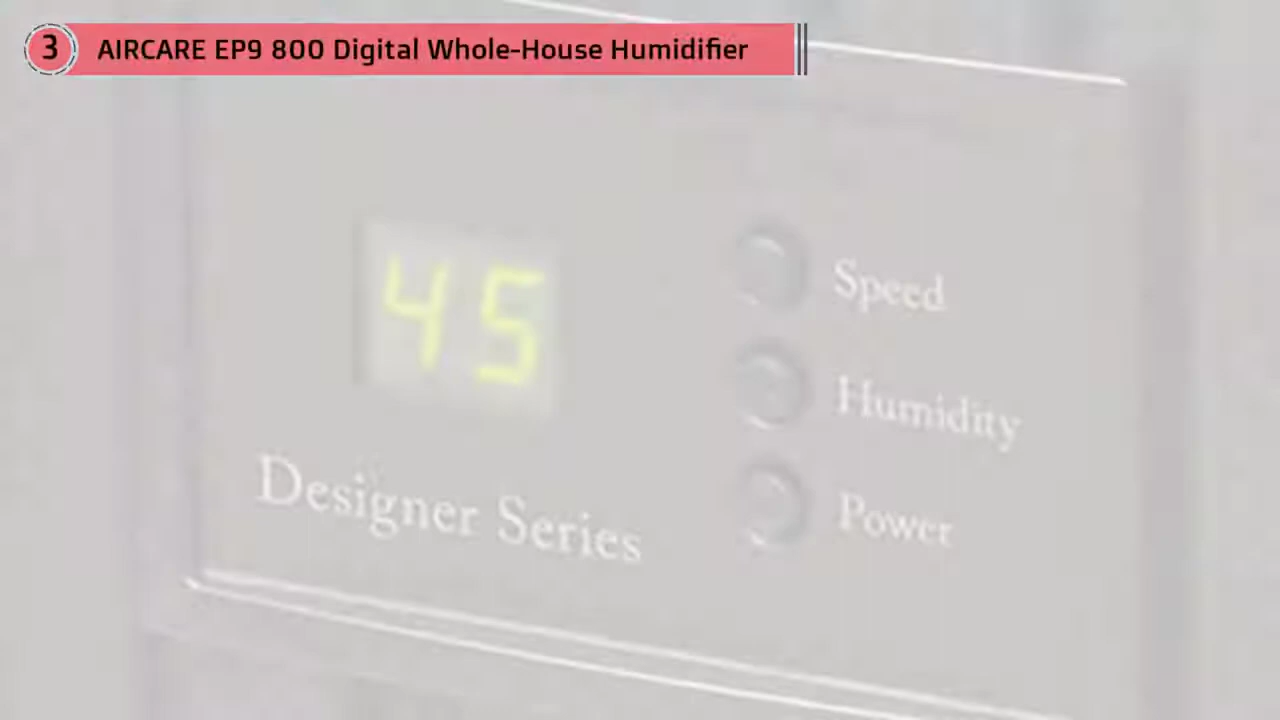 3
AIRCARE EP9 800 Digital Whole-House Humidifier
45
Speed
Humidity
Power
Designer Series